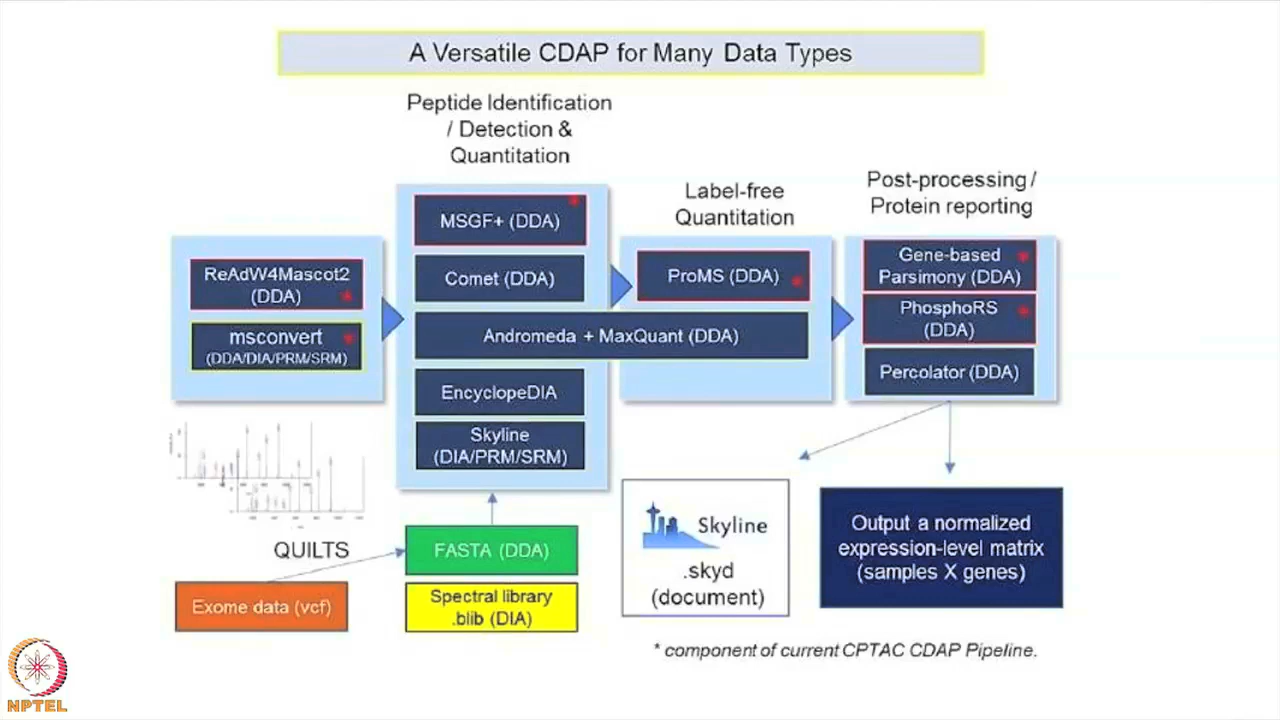 A Versatile CDAP for Many Data Types
Peptide Identification
/ Detection &
Quantitation
Label-free
Quantitation
Post-processing /
Protein reporting
ReAdW4Mascot2
(DDA)
*
msconvert
*
(DDA/DIA/PRM/SRM)
MSGF+ (DDA)
*
Comet (DDA)
Andromeda + MaxQuant (DDA)
EncyclopeDIA
Skyline
(DIA/PRM/SRM)
ProMS (DDA)
*
Gene-based
*
Parsimony (DDA)
PhosphoRS
*
(DDA)
Percolator (DDA)
QUILTS
Exome data (vcf)
FASTA (DDA)
Spectral library
.blib (DIA)
Skyline
.skyd
(document)
Output a normalized
expression-level matrix
(samples X genes)
* component of current CPTAC CDAP Pipeline.
NPTEL